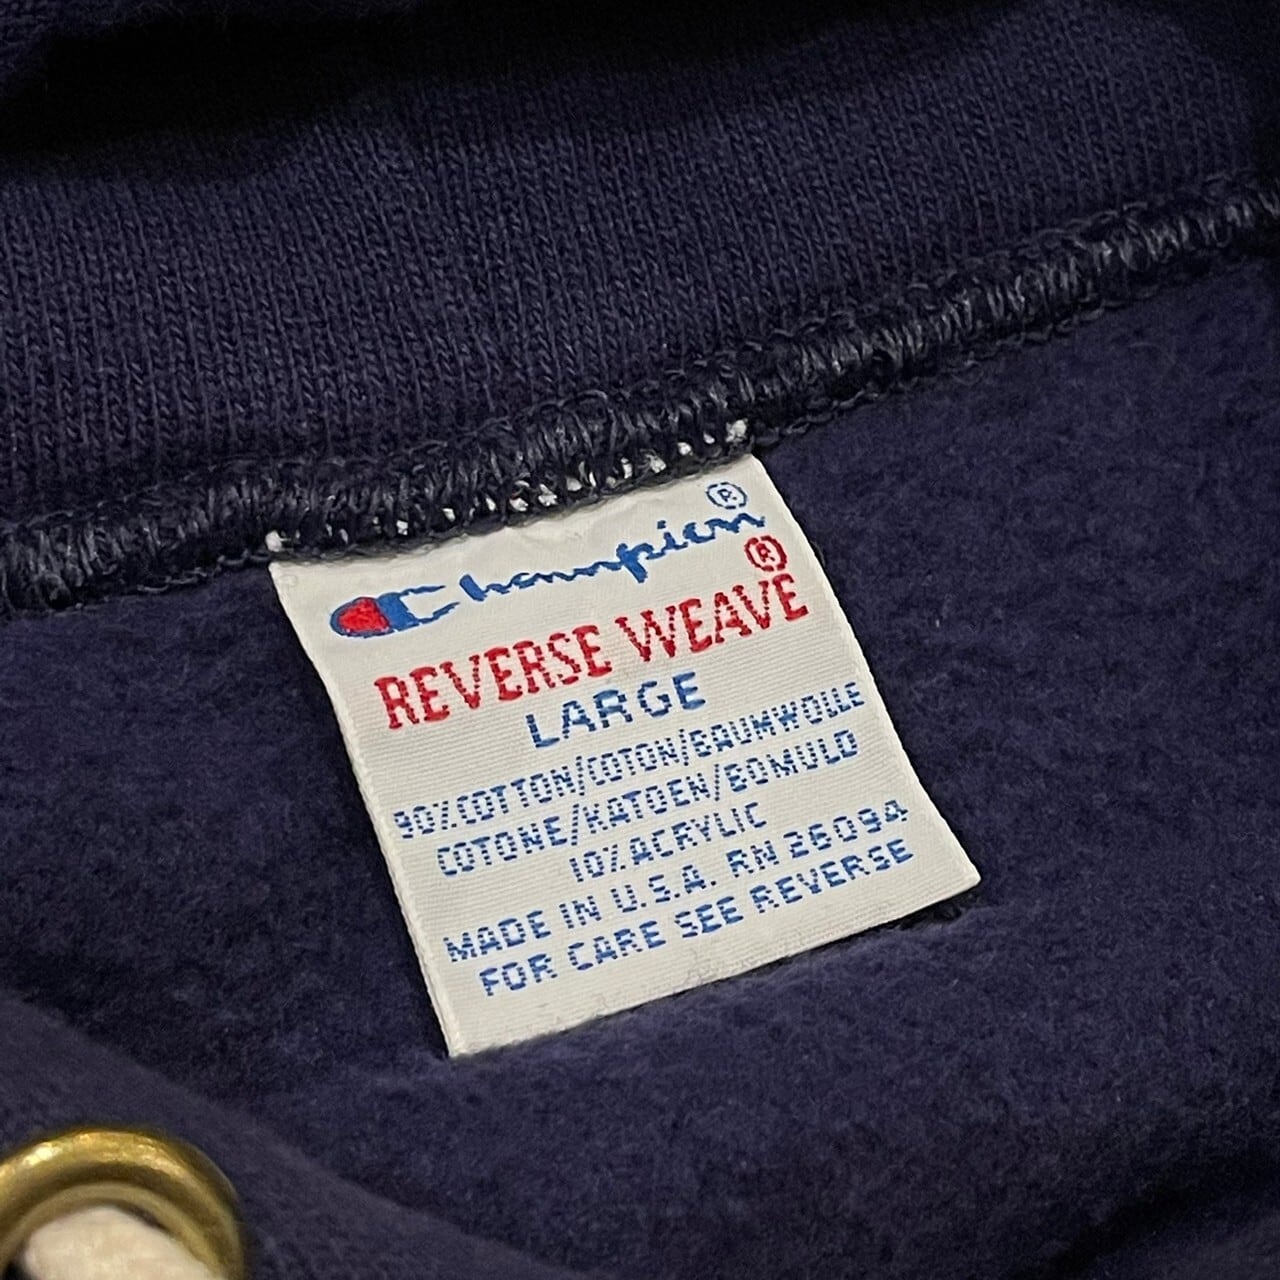 Champion®
REVERSE WEAVE®
LARGE
90% COTTON/COTON/BAUMWOLLE
COTONE/KATOEN/BOMULD
10% ACRYLIC
MADE IN U.S.A. RN 26094
FOR CARE SEE REVERSE